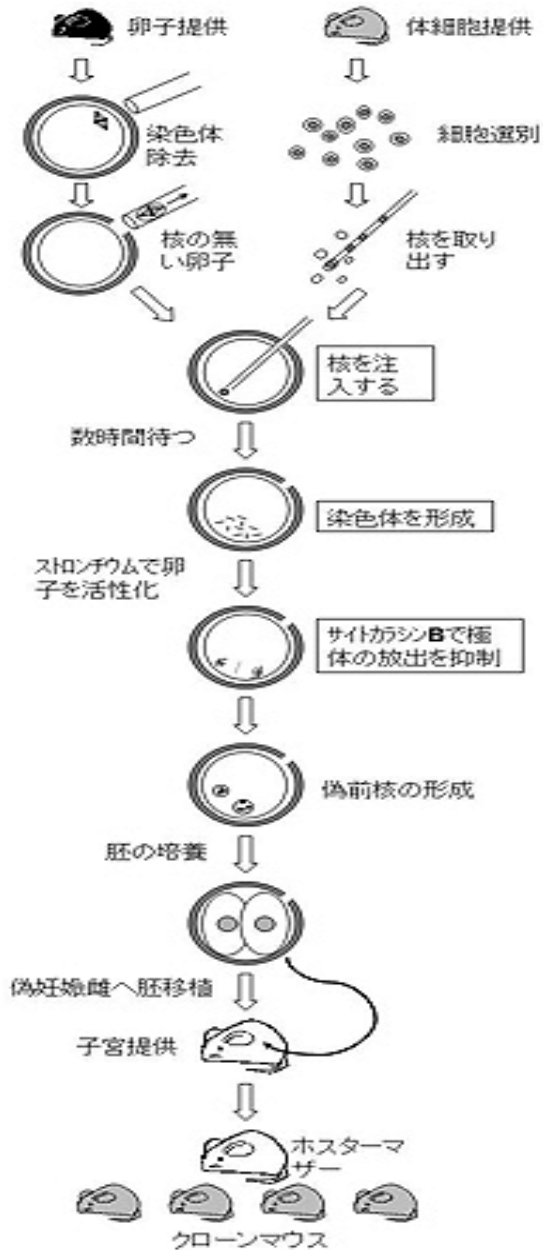 卵子提供
体細胞提供
染色体
除去
細胞選別
核の無
い卵子
核を取り
出す
核を注
入する
数時間待つ
染色体を形成
ストロンチウムで卵
子を活性化
サイトカラシンBで極
体の放出を抑制
偽前核の形成
胚の培養
偽妊娠雌へ胚移植
子宮提供
ホスターマ
ザー
クローンマウス